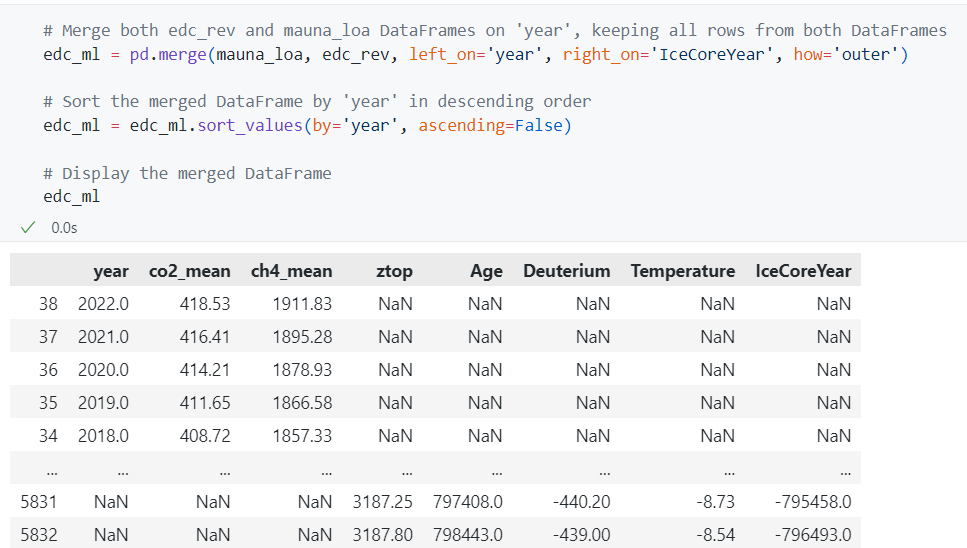 # Merge both edc_rev and mauna_loa DataFrames on 'year', keeping all rows from both DataFrames
edc_ml = pd.merge(mauna_loa, edc_rev, left_on='year', right_on='IceCoreYear', how='outer')
# Sort the merged DataFrame by 'year' in descending order
edc_ml = edc_ml.sort_values(by='year', ascending=False)
# Display the merged DataFrame
edc_ml
✓ 0.0s
year co2_mean ch4_mean ztop Age Deuterium Temperature IceCoreYear
38 2022.0 418.53 1911.83 NaN NaN NaN NaN NaN
37 2021.0 416.41 1895.28 NaN NaN NaN NaN NaN
36 2020.0 414.21 1878.93 NaN NaN NaN NaN NaN
35 2019.0 411.65 1866.58 NaN NaN NaN NaN NaN
34 2018.0 408.72 1857.33 NaN NaN NaN NaN NaN
... ... ... ... ... ... ... ... ...
5831 NaN NaN NaN 3187.25 797408.0 -440.20 -8.73 -795458.0
5832 NaN NaN NaN 3187.80 798443.0 -439.00 -8.54 -796493.0